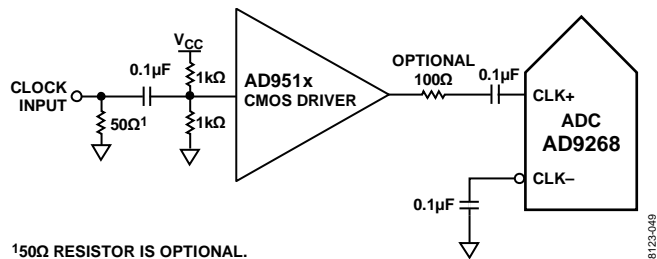 V_CC
OPTIONAL
0.1µF
1kΩ
AD951x
100Ω
0.1µF
CLOCK
INPUT
CMOS DRIVER
CLK+
50Ω¹
1kΩ
ADC
AD9268
CLK–
0.1µF
¹50Ω RESISTOR IS OPTIONAL.
8123-049